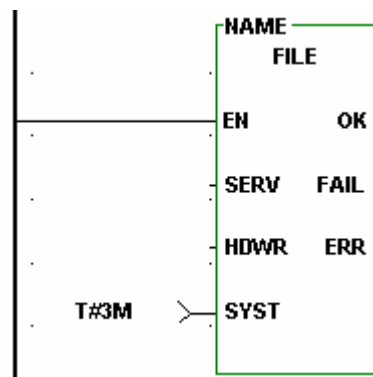 NAME
FILE
EN OK
SERV FAIL
HDWR ERR
T#3M SYST